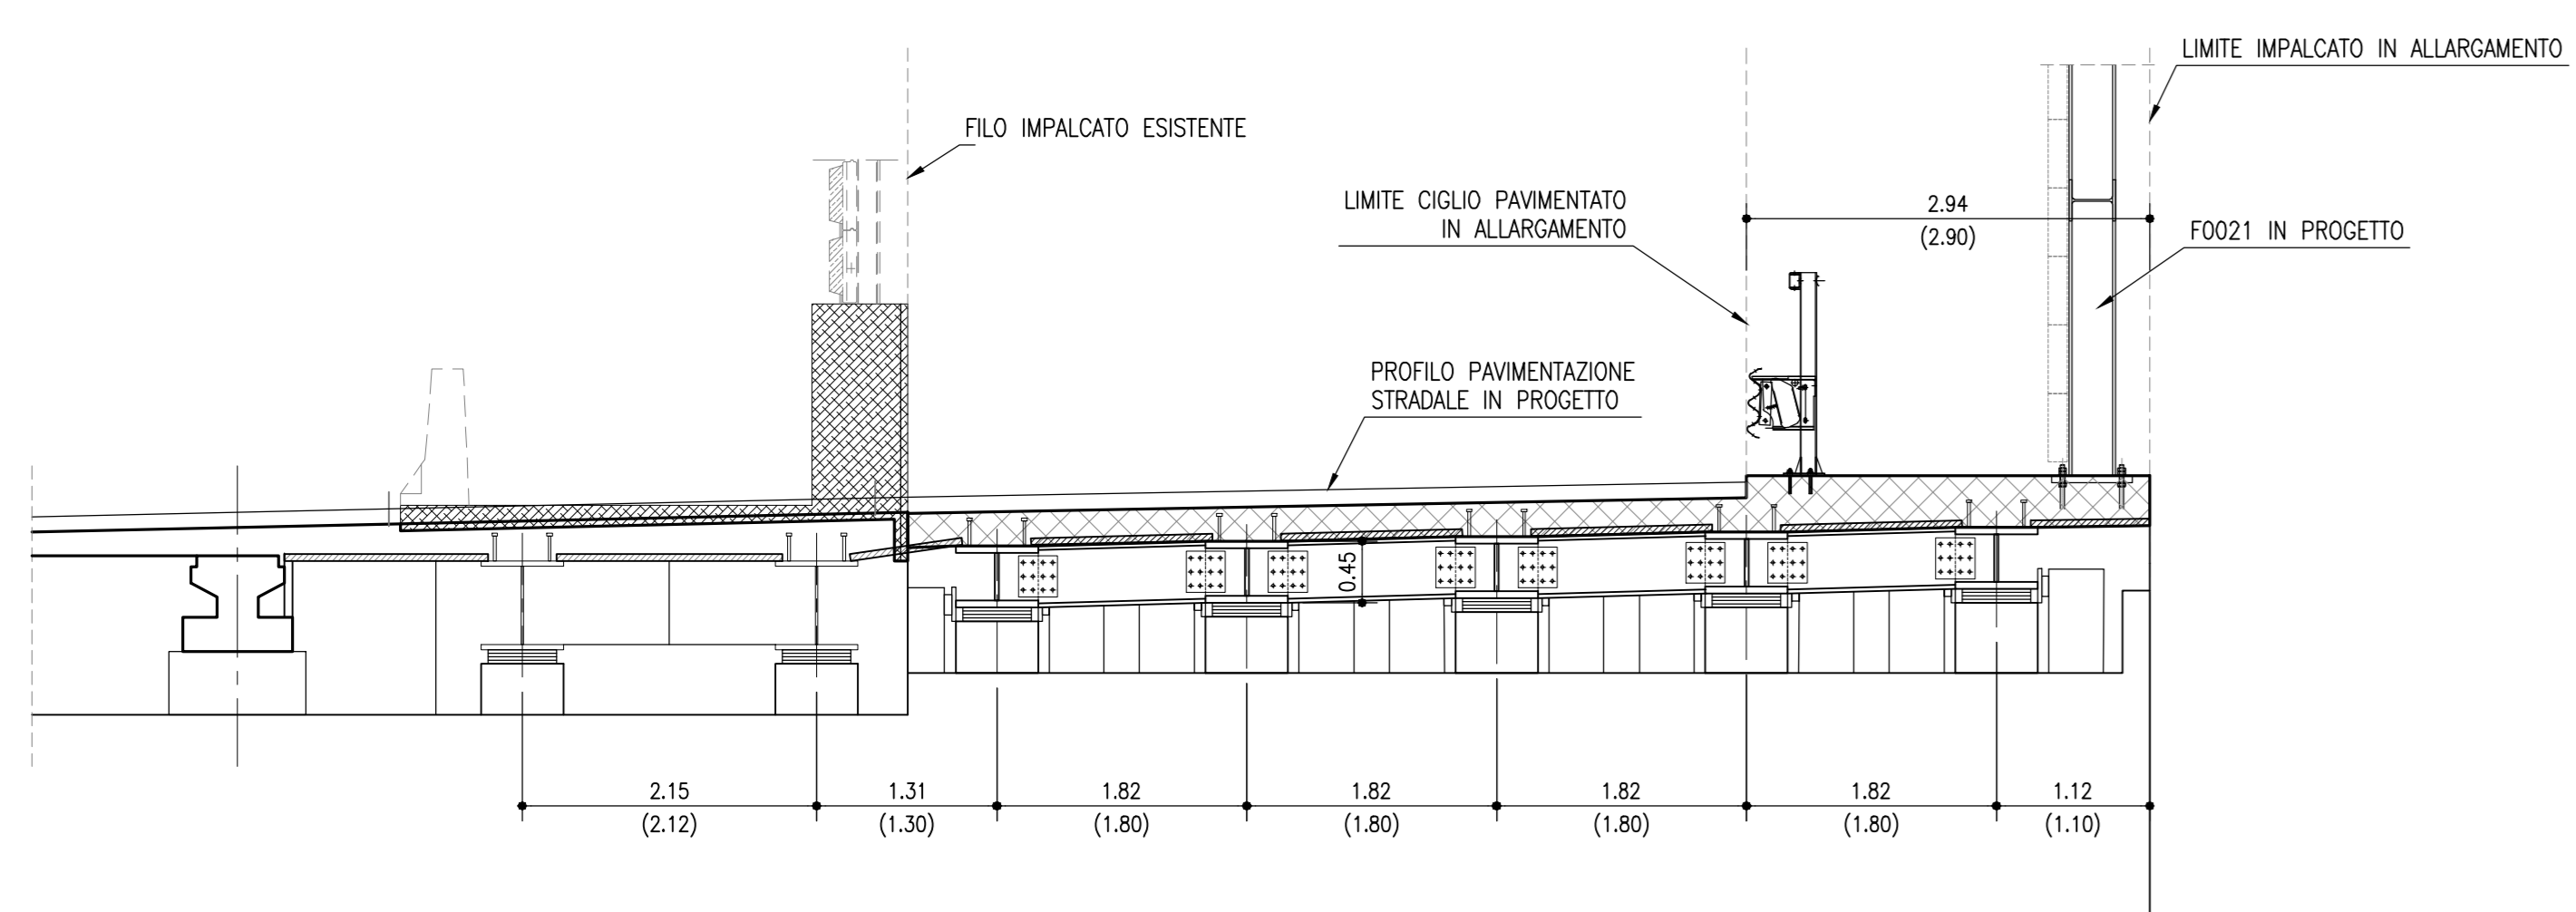 LIMITE IMPALCATO IN ALLARGAMENTO
FILO IMPALCATO ESISTENTE
LIMITE CIGLIO PAVIMENTATO
IN ALLARGAMENTO
2.94
(2.90)
FO021 IN PROGETTO
PROFILO PAVIMENTAZIONE
STRADALE IN PROGETTO
0.45
2.15
(2.12)
1.31
(1.30)
1.82
(1.80)
1.82
(1.80)
1.82
(1.80)
1.82
(1.80)
1.12
(1.10)